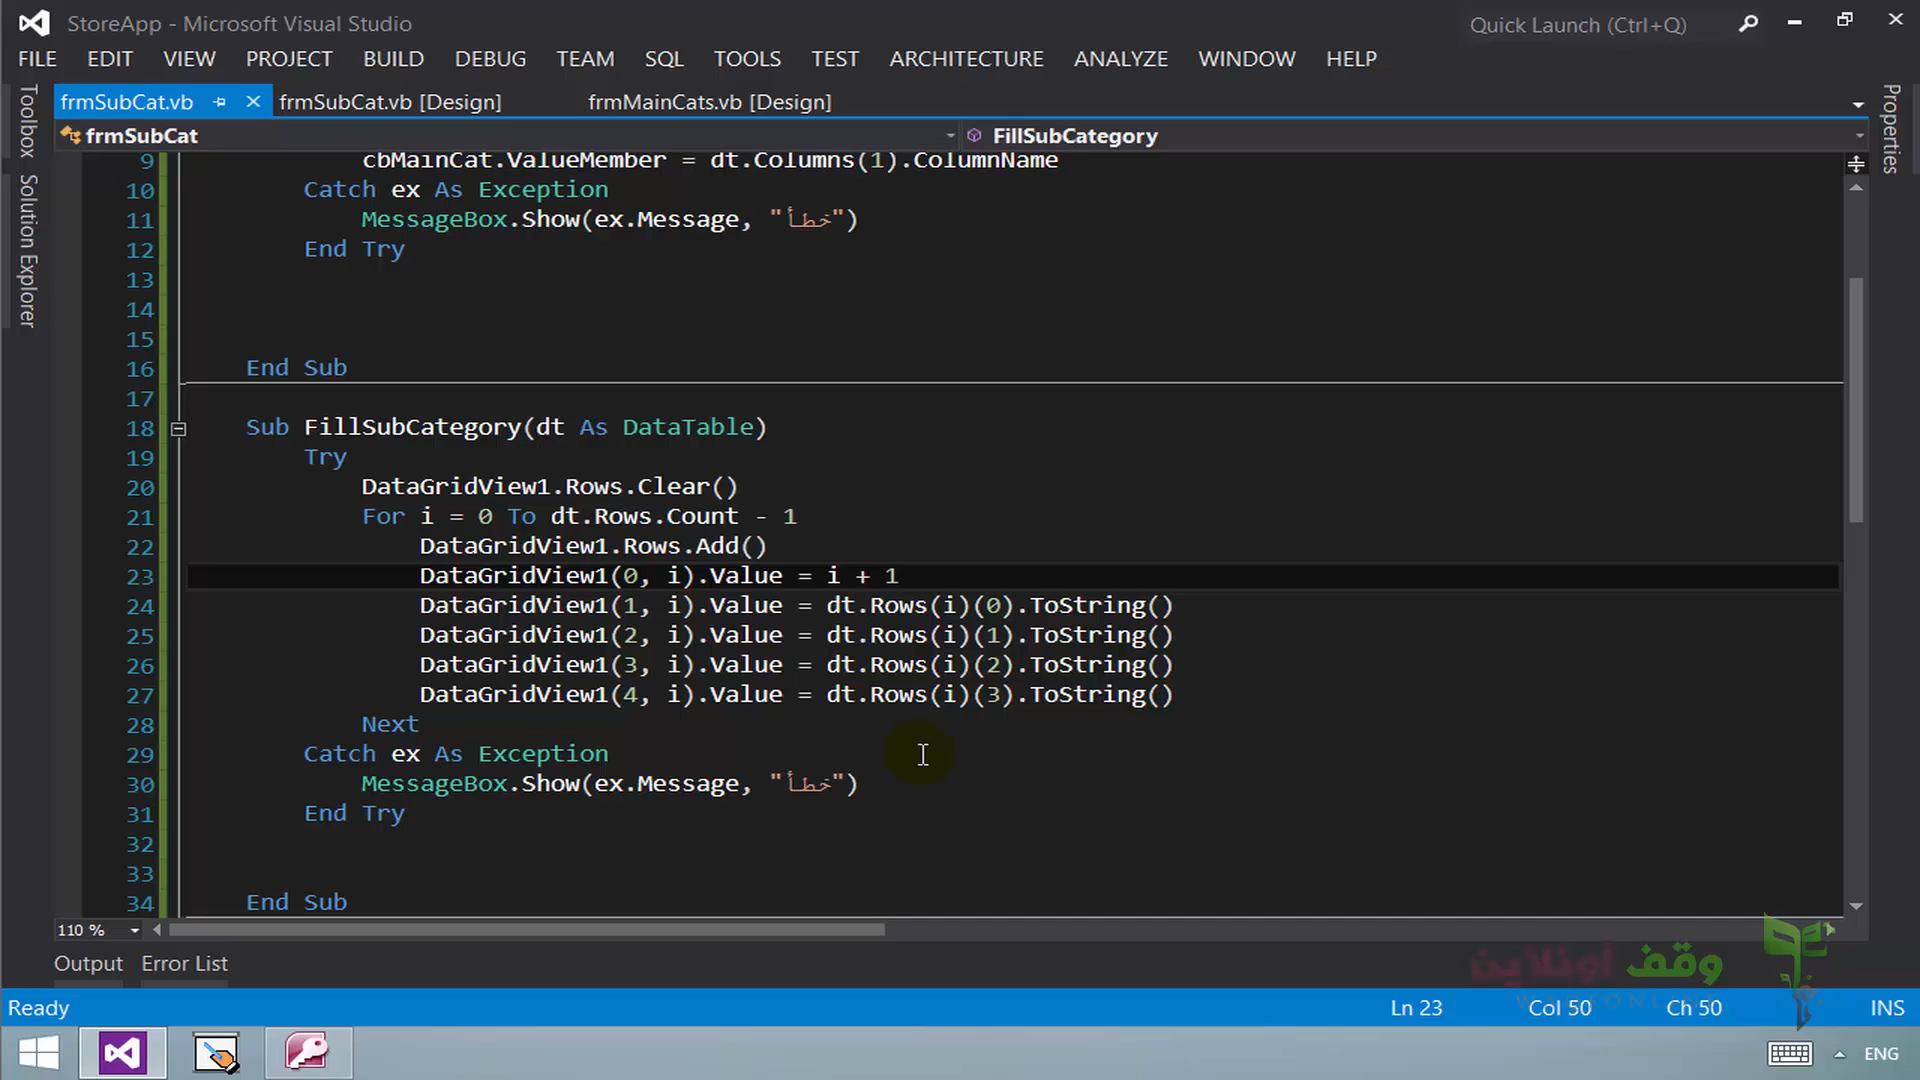 StoreApp - Microsoft Visual Studio
Quick Launch (Ctrl+Q)
FILE EDIT VIEW PROJECT BUILD DEBUG TEAM SQL TOOLS TEST ARCHITECTURE ANALYZE WINDOW HELP
frmSubCat.vb frmSubCat.vb [Design] frmMainCats.vb [Design]
frmSubCat FillSubCategory
Toolbox
Solution Explorer
Properties
9 cbMainCat.ValueMember = dt.Columns(1).ColumnName
10 Catch ex As Exception
11 MessageBox.Show(ex.Message, "خطأ")
12 End Try
13
14
15
16 End Sub
17
18 Sub FillSubCategory(dt As DataTable)
19 Try
20 DataGridView1.Rows.Clear()
21 For i = 0 To dt.Rows.Count - 1
22 DataGridView1.Rows.Add()
23 DataGridView1(0, i).Value = i + 1
24 DataGridView1(1, i).Value = dt.Rows(i)(0).ToString()
25 DataGridView1(2, i).Value = dt.Rows(i)(1).ToString()
26 DataGridView1(3, i).Value = dt.Rows(i)(2).ToString()
27 DataGridView1(4, i).Value = dt.Rows(i)(3).ToString()
28 Next
29 Catch ex As Exception
30 MessageBox.Show(ex.Message, "خطأ")
31 End Try
32
33
34 End Sub
110 %
Output Error List
وقف أونلاين
Ready Ln 23 Col 50 Ch 50 INS
ENG